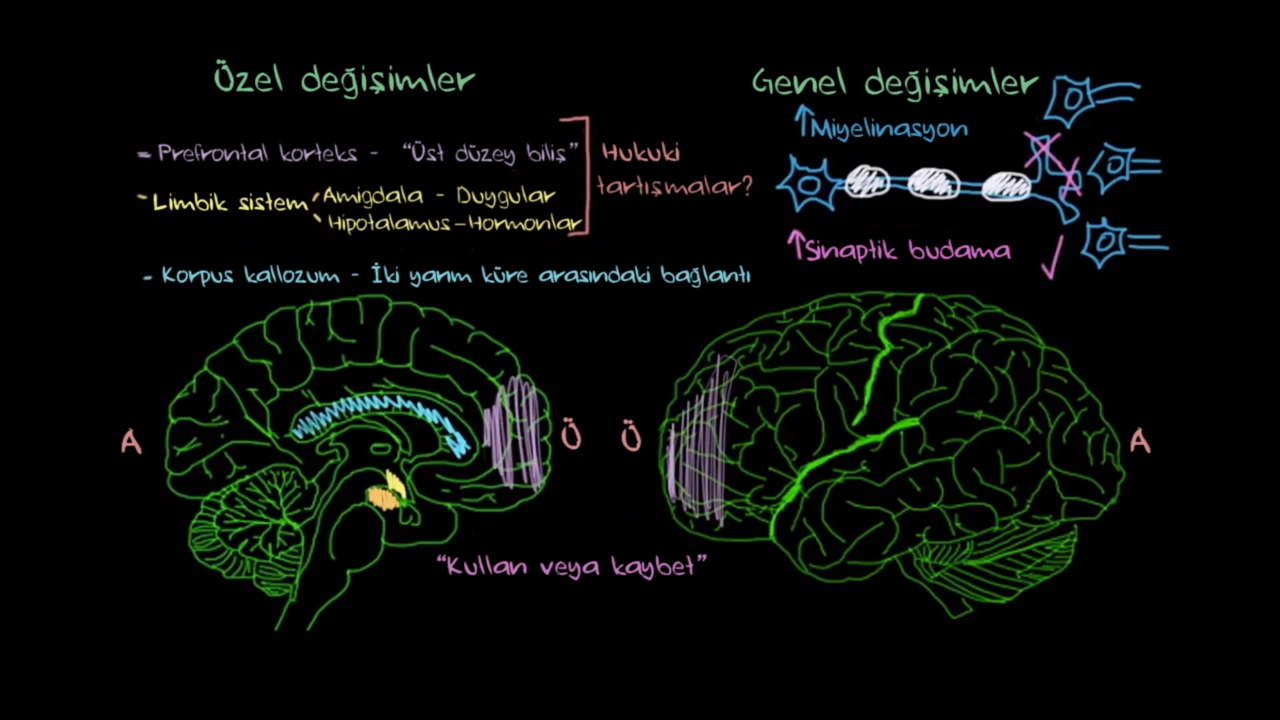 Özel değişimler
- Prefrontal korteks - "Üst düzey biliş"
- Limbik sistem
Amigdala - Duygular
Hipotalamus - Hormonlar
Hukuki
tartışmalar?
- Korpus kallozum - İki yarım küre arasındaki bağlantı
Genel değişimler
↑Miyelinasyon
↑Sinaptik budama
A
Ü
Ü
A
"Kullan veya kaybet"